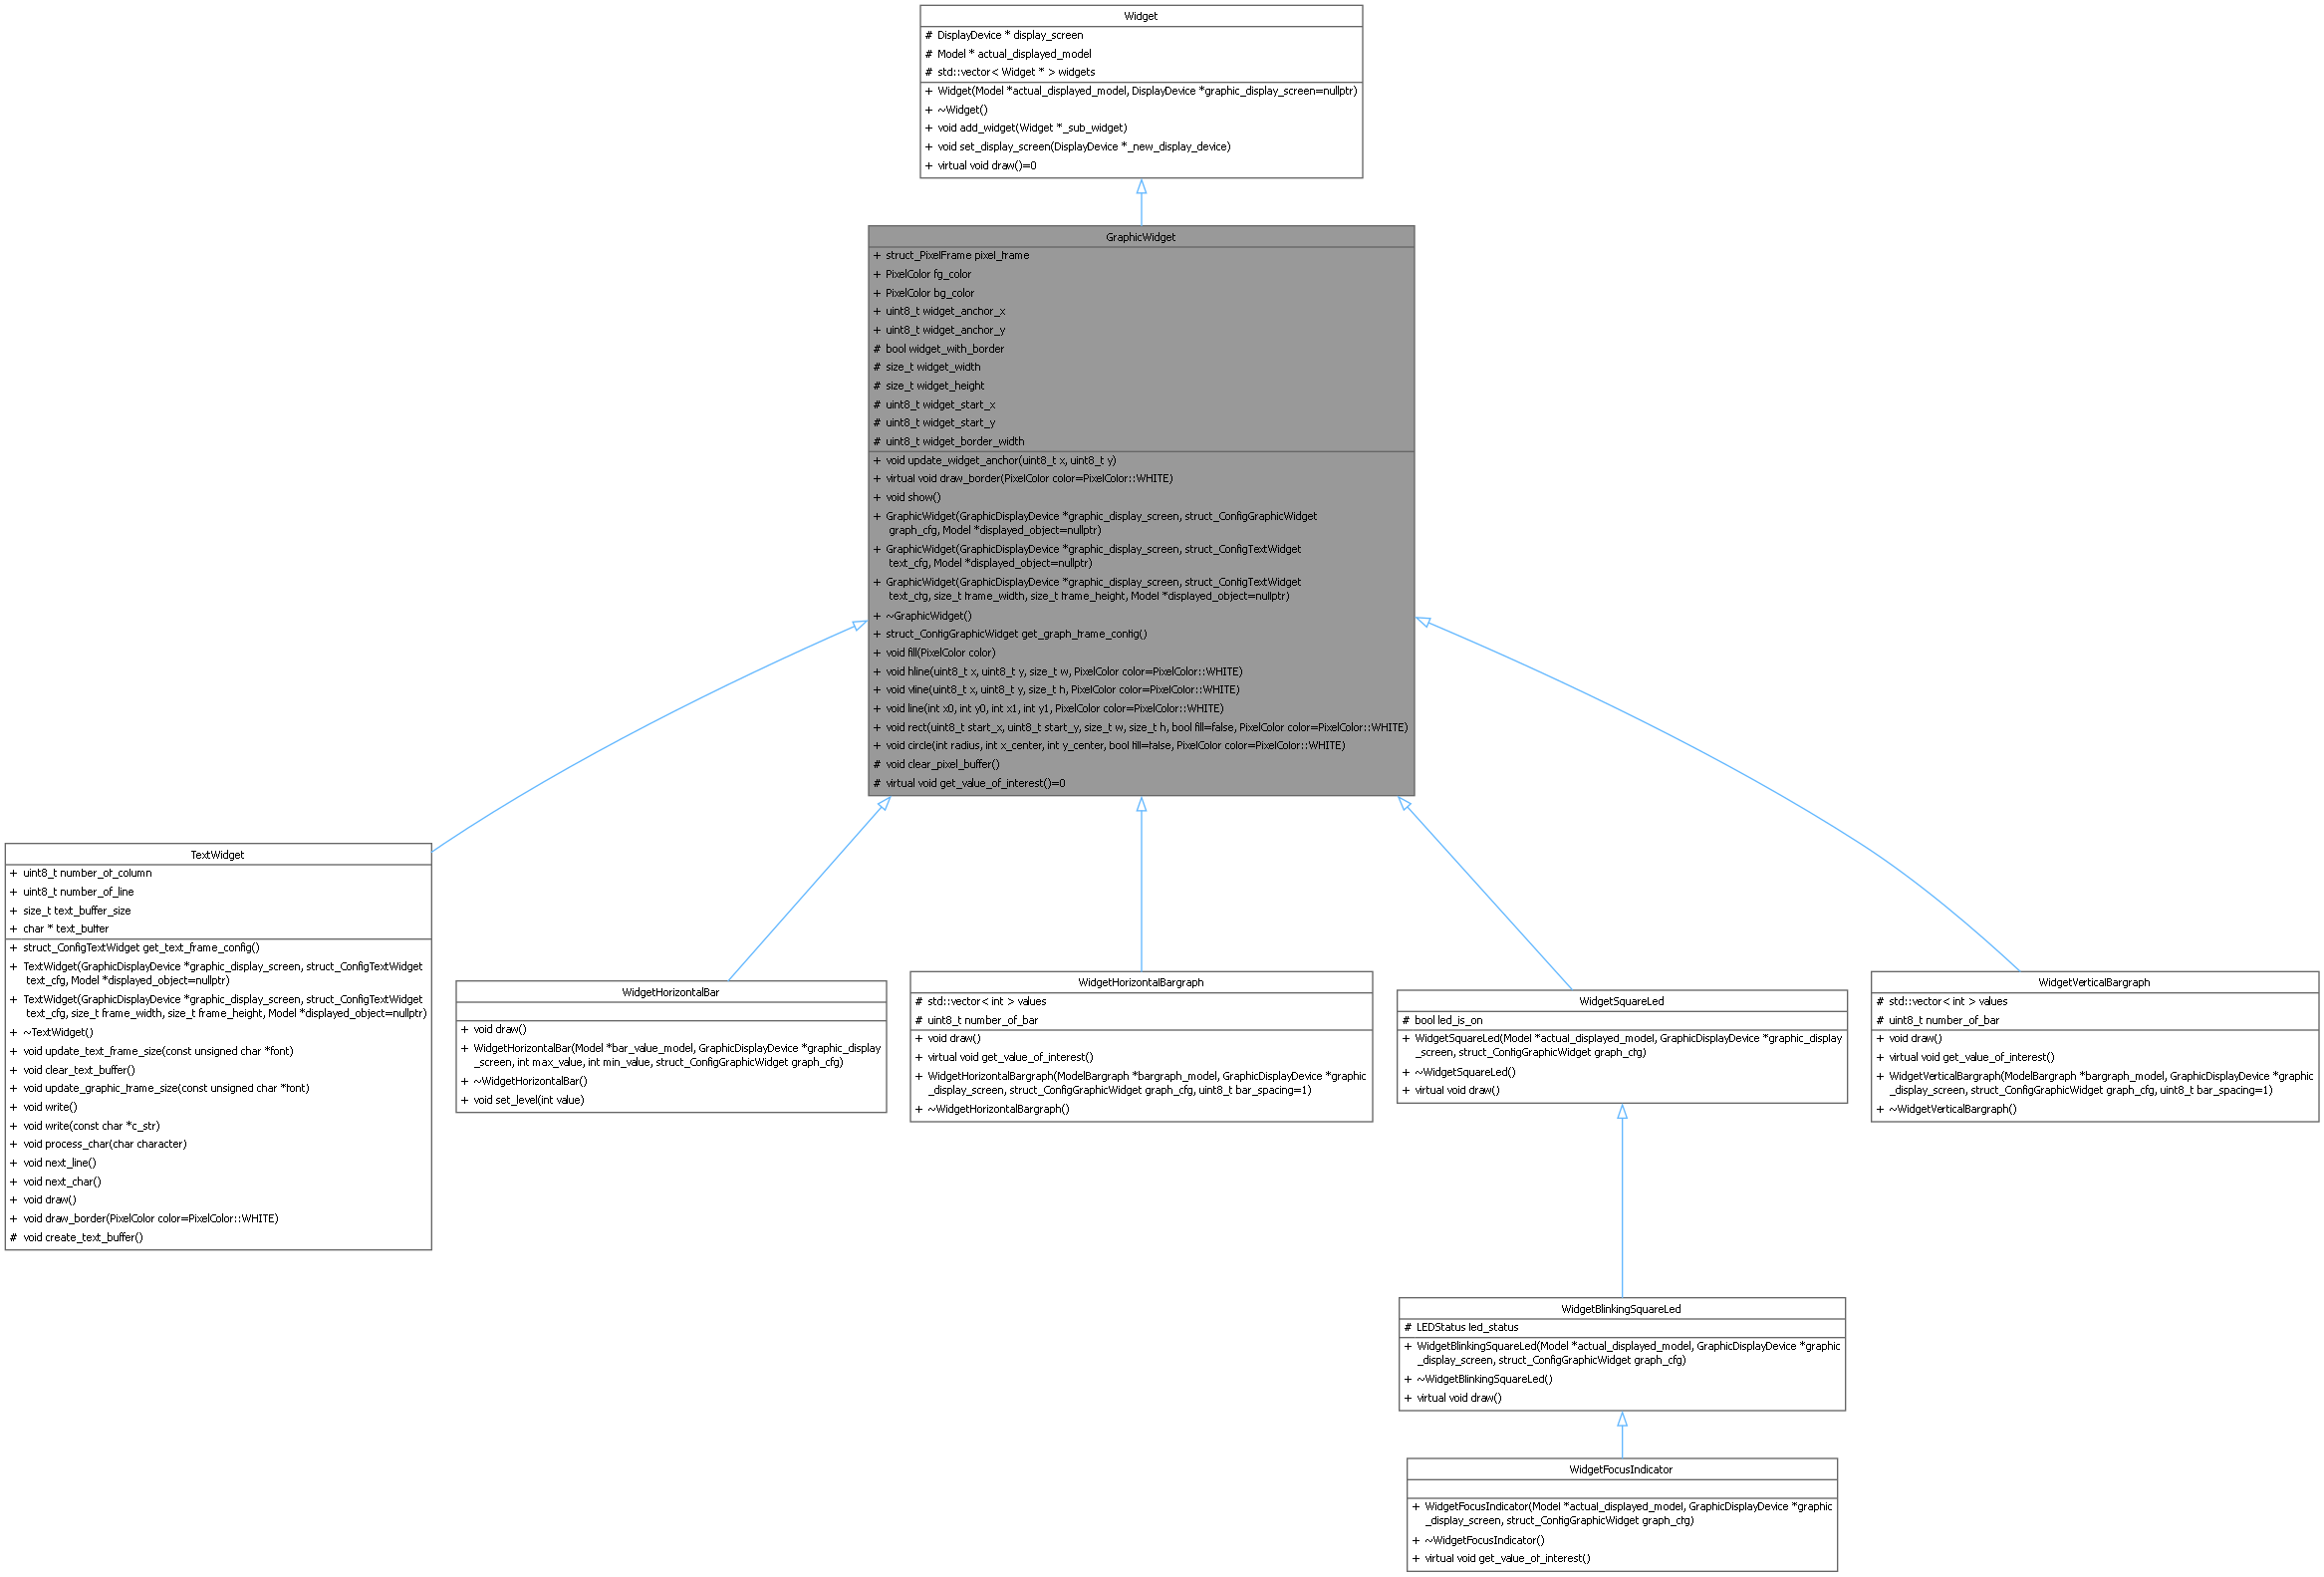 Widget
# DisplayDevice * display_screen
# Model * actual_displayed_model
# std::vector< Widget * > widgets
+ Widget(Model *actual_displayed_model, DisplayDevice *graphic_display_screen=nullptr)
+ ~Widget()
+ void add_widget(Widget *_sub_widget)
+ void set_display_screen(DisplayDevice *_new_display_device)
+ virtual void draw()=0
GraphicWidget
+ struct_PixelFrame pixel_frame
+ PixelColor fg_color
+ PixelColor bg_color
+ uint8_t widget_anchor_x
+ uint8_t widget_anchor_y
# bool widget_with_border
# size_t widget_width
# size_t widget_height
# uint8_t widget_start_x
# uint8_t widget_start_y
# uint8_t widget_border_width
+ void update_widget_anchor(uint8_t x, uint8_t y)
+ virtual void draw_border(PixelColor color=PixelColor::WHITE)
+ void show()
+ GraphicWidget(GraphicDisplayDevice *graphic_display_screen, struct_ConfigGraphicWidget
graph_cfg, Model *displayed_object=nullptr)
+ GraphicWidget(GraphicDisplayDevice *graphic_display_screen, struct_ConfigTextWidget
text_cfg, Model *displayed_object=nullptr)
+ GraphicWidget(GraphicDisplayDevice *graphic_display_screen, struct_ConfigTextWidget
text_cfg, size_t frame_width, size_t frame_height, Model *displayed_object=nullptr)
+ ~GraphicWidget()
+ struct_ConfigGraphicWidget get_graph_frame_config()
+ void fill(PixelColor color)
+ void hline(uint8_t x, uint8_t y, size_t w, PixelColor color=PixelColor::WHITE)
+ void vline(uint8_t x, uint8_t y, size_t h, PixelColor color=PixelColor::WHITE)
+ void line(int x0, int y0, int x1, int y1, PixelColor color=PixelColor::WHITE)
+ void rect(uint8_t start_x, uint8_t start_y, size_t w, size_t h, bool fill=false, PixelColor color=PixelColor::WHITE)
+ void circle(int radius, int x_center, int y_center, bool fill=false, PixelColor color=PixelColor::WHITE)
# void clear_pixel_buffer()
# virtual void get_value_of_interest()=0
TextWidget
+ uint8_t number_of_column
+ uint8_t number_of_line
+ size_t text_buffer_size
+ char * text_buffer
+ struct_ConfigTextWidget get_text_frame_config()
+ TextWidget(GraphicDisplayDevice *graphic_display_screen, struct_ConfigTextWidget
text_cfg, Model *displayed_object=nullptr)
+ TextWidget(GraphicDisplayDevice *graphic_display_screen, struct_ConfigTextWidget
text_cfg, size_t frame_width, size_t frame_height, Model *displayed_object=nullptr)
+ ~TextWidget()
+ void update_text_frame_size(const unsigned char *font)
+ void clear_text_buffer()
+ void update_graphic_frame_size(const unsigned char *font)
+ void write()
+ void write(const char *c_str)
+ void process_char(char character)
+ void next_line()
+ void next_char()
+ void draw()
+ void draw_border(PixelColor color=PixelColor::WHITE)
# void create_text_buffer()
WidgetHorizontalBar
+ void draw()
+ WidgetHorizontalBar(Model *bar_value_model, GraphicDisplayDevice *graphic_display
_screen, int max_value, int min_value, struct_ConfigGraphicWidget graph_cfg)
+ ~WidgetHorizontalBar()
+ void set_level(int value)
WidgetHorizontalBargraph
# std::vector< int > values
# uint8_t number_of_bar
+ void draw()
+ virtual void get_value_of_interest()
+ WidgetHorizontalBargraph(ModelBargraph *bargraph_model, GraphicDisplayDevice *graphic
_display_screen, struct_ConfigGraphicWidget graph_cfg, uint8_t bar_spacing=1)
+ ~WidgetHorizontalBargraph()
WidgetSquareLed
# bool led_is_on
+ WidgetSquareLed(Model *actual_displayed_model, GraphicDisplayDevice *graphic_display
_screen, struct_ConfigGraphicWidget graph_cfg)
+ ~WidgetSquareLed()
+ virtual void draw()
WidgetVerticalBargraph
# std::vector< int > values
# uint8_t number_of_bar
+ void draw()
+ virtual void get_value_of_interest()
+ WidgetVerticalBargraph(ModelBargraph *bargraph_model, GraphicDisplayDevice *graphic
_display_screen, struct_ConfigGraphicWidget graph_cfg, uint8_t bar_spacing=1)
+ ~WidgetVerticalBargraph()
WidgetBlinkingSquareLed
# LEDStatus led_status
+ WidgetBlinkingSquareLed(Model *actual_displayed_model, GraphicDisplayDevice *graphic
_display_screen, struct_ConfigGraphicWidget graph_cfg)
+ ~WidgetBlinkingSquareLed()
+ virtual void draw()
WidgetFocusIndicator
+ WidgetFocusIndicator(Model *actual_displayed_model, GraphicDisplayDevice *graphic
_display_screen, struct_ConfigGraphicWidget graph_cfg)
+ ~WidgetFocusIndicator()
+ virtual void get_value_of_interest()